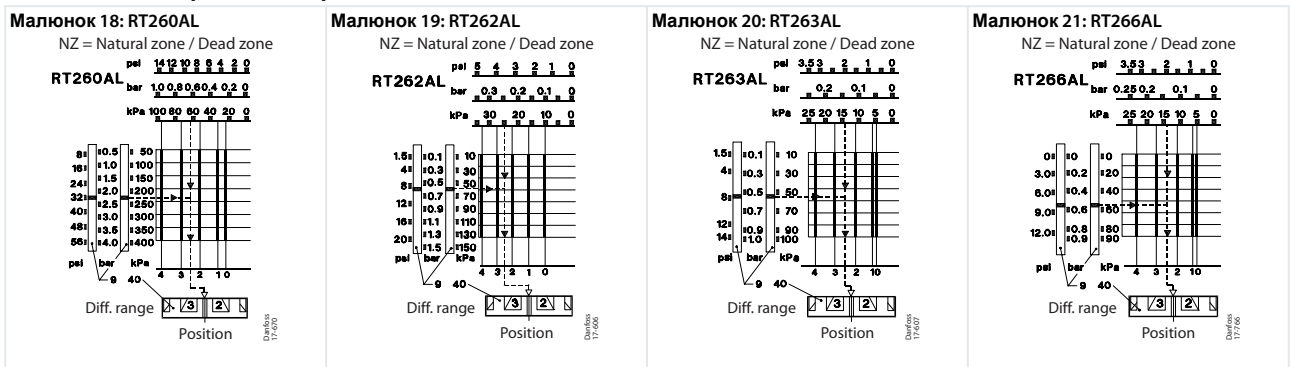 Малюнок 18: RT260AL
NZ = Natural zone / Dead zone
psi 14 12 10 8 6 4 2 0
RT260AL
bar 1.0 0.8 0.6 0.4 0.2 0
kPa 100 80 60 40 20 0
8 0.5 50
16 1.0 100
24 1.5 150
32 2.0 200
40 2.5 250
48 3.0 300
56 3.5 350
4.0 400
psi bar kPa 4 3 2 1 0
9 40
3 2
Diff. range
Position
Danfoss
17-670
Малюнок 19: RT262AL
NZ = Natural zone / Dead zone
psi 5 4 3 2 1 0
RT262AL
bar 0.3 0.2 0.1 0
kPa 30 20 10 0
1.5 0.1 10
4 0.3 30
8 0.5 50
0.7 70
12 0.9 90
16 1.1 110
1.3 130
20 1.5 150
psi bar kPa
4 3 2 1 0
9 40
3 2
Diff. range
Position
Danfoss
17-606
Малюнок 20: RT263AL
NZ = Natural zone / Dead zone
psi 3.5 3 2 1 0
RT263AL
bar 0.2 0.1 0
kPa 25 20 15 10 5 0
1.5 0.1 10
4 0.3 30
8 0.5 50
0.7 70
12 0.9 90
14 1.0 100
psi bar kPa 4 3 2 1 0
9 40
3 2
Diff. range
Position
Danfoss
17-607
Малюнок 21: RT266AL
NZ = Natural zone / Dead zone
psi 3.5 3 2 1 0
RT266AL
bar 0.25 0.2 0.1 0
kPa 25 20 15 10 5 0
0 0 0
3.0 0.2 20
6.0 0.4 40
9.0 0.6 60
12.0 0.8 80
0.9 90
psi bar kPa 4 3 2 1 0
9 40
3 2
Diff. range
Position
Danfoss
17-766